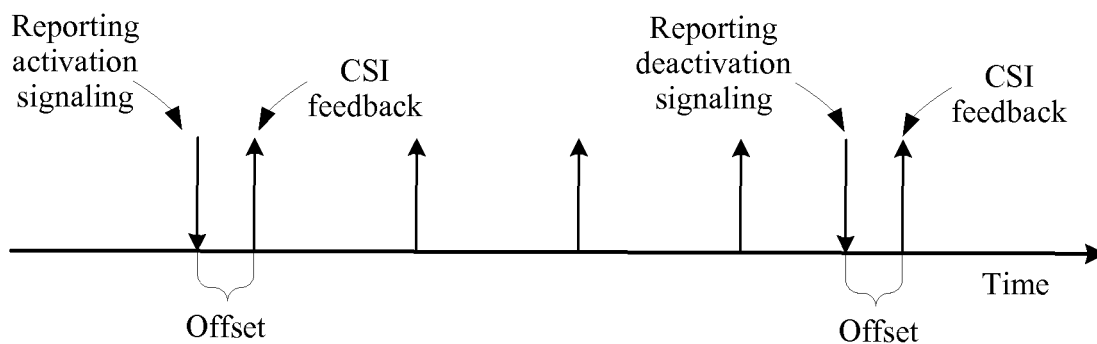 Reporting
activation
signaling
CSI
feedback
Reporting
deactivation
signaling
CSI
feedback
Time
Offset
Offset